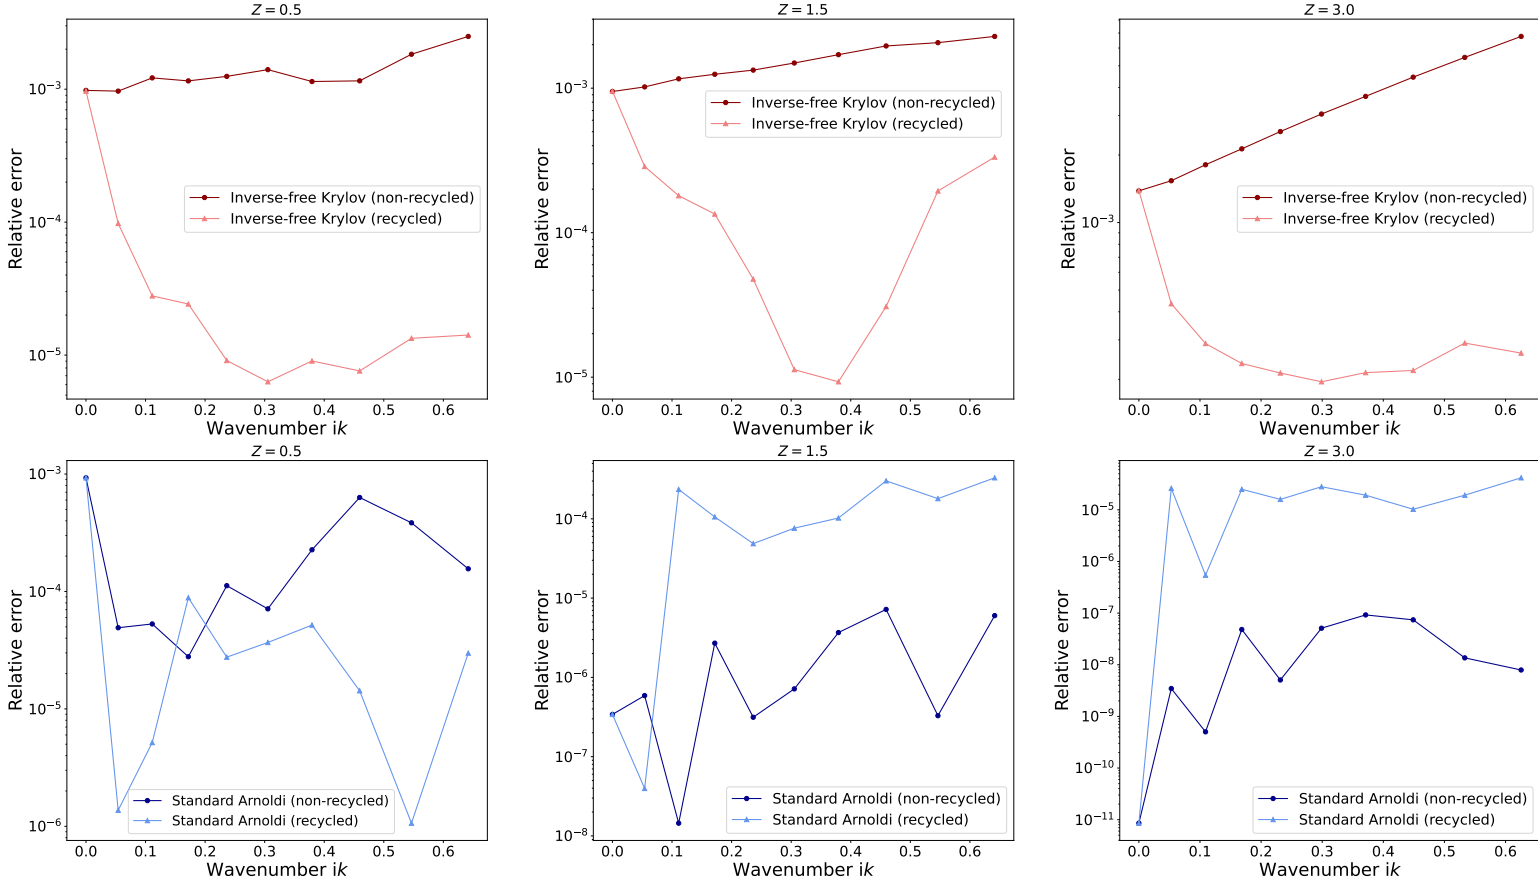 Z = 0.5
10⁻³
10⁻⁴
10⁻⁵
Relative error
Inverse-free Krylov (non-recycled)
Inverse-free Krylov (recycled)
0.0 0.1 0.2 0.3 0.4 0.5 0.6
Wavenumber ik
Z = 1.5
10⁻³
10⁻⁴
10⁻⁵
Relative error
Inverse-free Krylov (non-recycled)
Inverse-free Krylov (recycled)
0.0 0.1 0.2 0.3 0.4 0.5 0.6
Wavenumber ik
Z = 3.0
10⁻³
Relative error
Inverse-free Krylov (non-recycled)
Inverse-free Krylov (recycled)
0.0 0.1 0.2 0.3 0.4 0.5 0.6
Wavenumber ik
Z = 0.5
10⁻³
10⁻⁴
10⁻⁵
10⁻⁶
Relative error
Standard Arnoldi (non-recycled)
Standard Arnoldi (recycled)
0.0 0.1 0.2 0.3 0.4 0.5 0.6
Wavenumber ik
Z = 1.5
10⁻⁴
10⁻⁵
10⁻⁶
10⁻⁷
10⁻⁸
Relative error
Standard Arnoldi (non-recycled)
Standard Arnoldi (recycled)
0.0 0.1 0.2 0.3 0.4 0.5 0.6
Wavenumber ik
Z = 3.0
10⁻⁵
10⁻⁶
10⁻⁷
10⁻⁸
10⁻⁹
10⁻¹⁰
10⁻¹¹
Relative error
Standard Arnoldi (non-recycled)
Standard Arnoldi (recycled)
0.0 0.1 0.2 0.3 0.4 0.5 0.6
Wavenumber ik